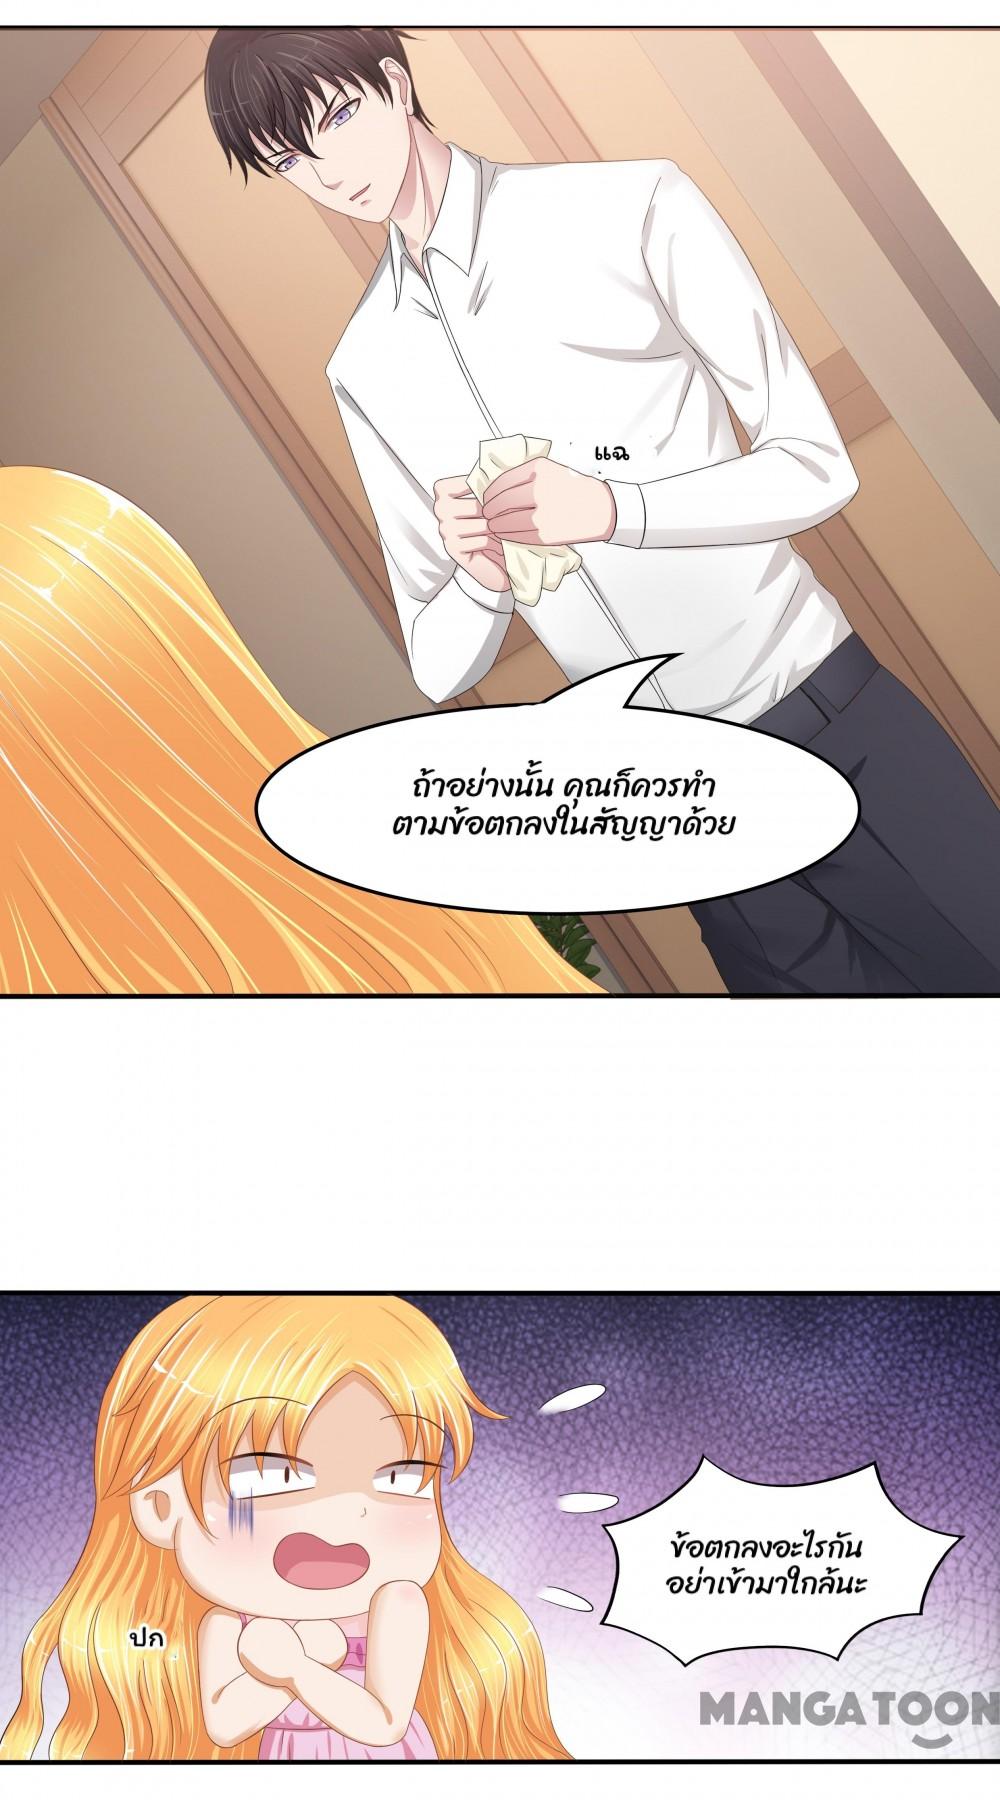 แฉ
ถ้าอย่างนั้น คุณก็ควรทำ
ตามข้อตกลงในสัญญาด้วย
ข้อตกลงอะไรกัน
อย่าเข้ามาใกล้นะ
ปก
MANGATOON